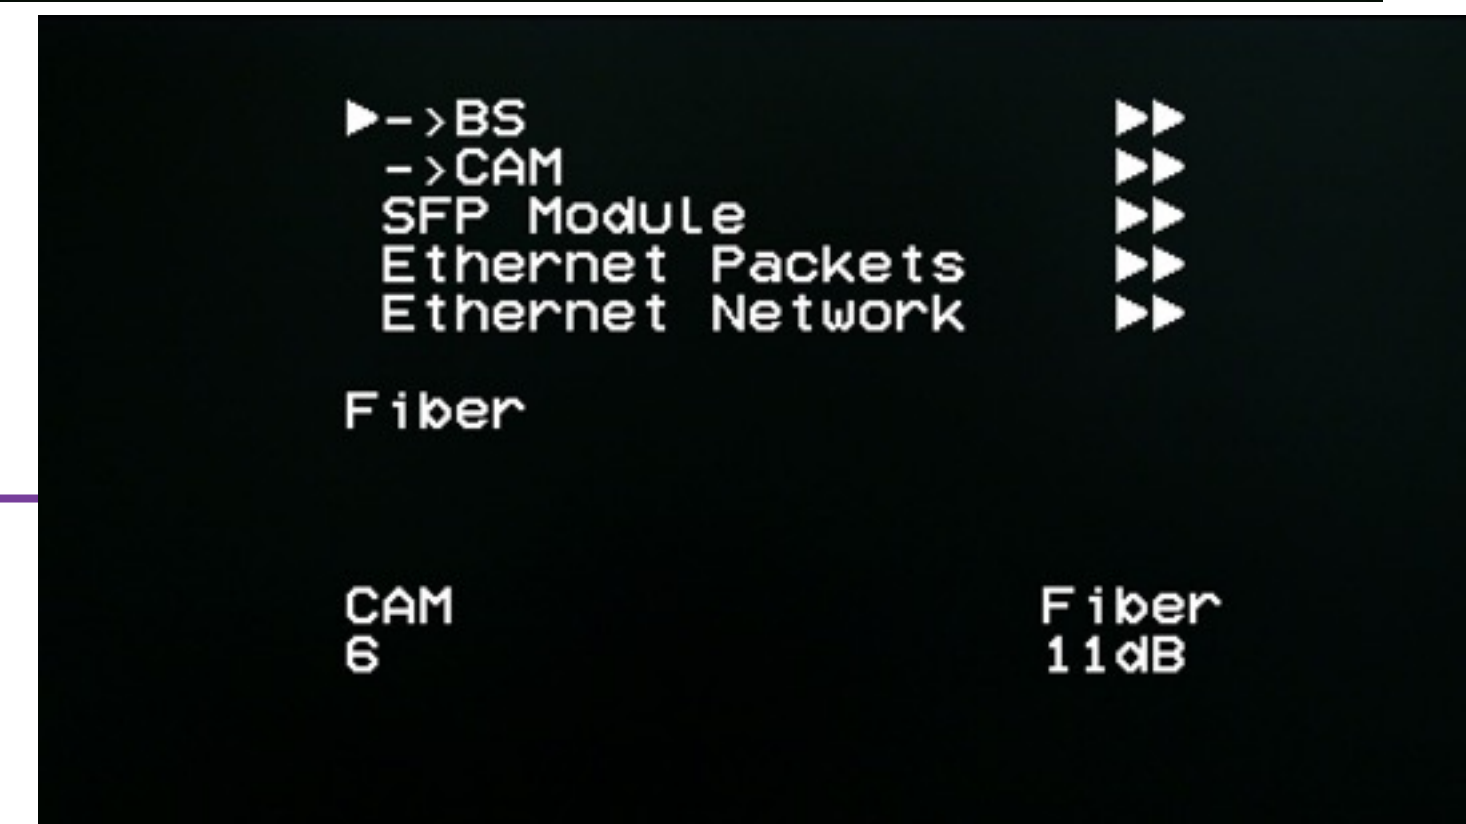 ▶->BS ▶▶
->CAM ▶▶
SFP Module ▶▶
Ethernet Packets ▶▶
Ethernet Network ▶▶
Fiber
CAM Fiber
6 11dB